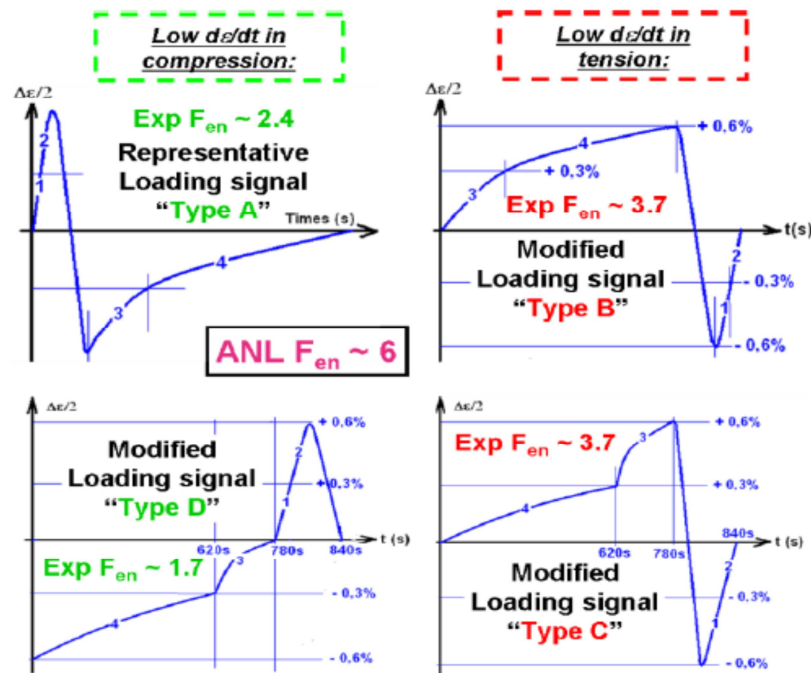 Low dε/dt in
compression:
Low dε/dt in
tension:
Δε/2
Exp Fen ~ 2.4
Representative
Loading signal
“Type A”
Times (s)
1
2
3
4
ANL Fen ~ 6
Δε/2
+ 0.6%
+ 0,3%
Exp Fen ~ 3.7
Modified
Loading signal
“Type B”
t(s)
- 0.3%
- 0.6%
3
4
1
2
Δε/2
Modified
Loading signal
“Type D”
+ 0.6%
+ 0.3%
t (s)
620s
780s
840s
Exp Fen ~ 1.7
- 0,3%
- 0.6%
4
3
1
2
Δε/2
Exp Fen ~ 3.7
+ 0.6%
+ 0.3%
840s
t (s)
620s
780s
Modified
Loading signal
“Type C”
- 0.3%
- 0.6%
4
3
1
2